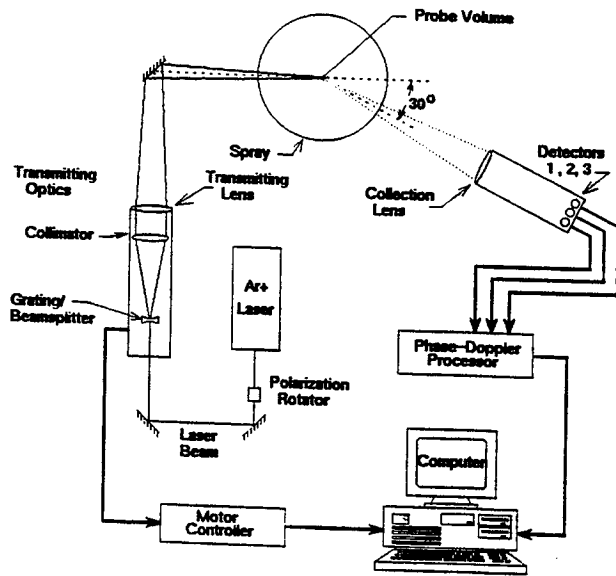 Probe Volume
30°
Spray
Detectors
1, 2, 3
Transmitting
Optics
Transmitting
Lens
Collection
Lens
Collimator
Ar+
Laser
Grating/
Beamsplitter
Phase-Doppler
Processor
Polarization
Rotator
Laser
Beam
Computer
Motor
Controller